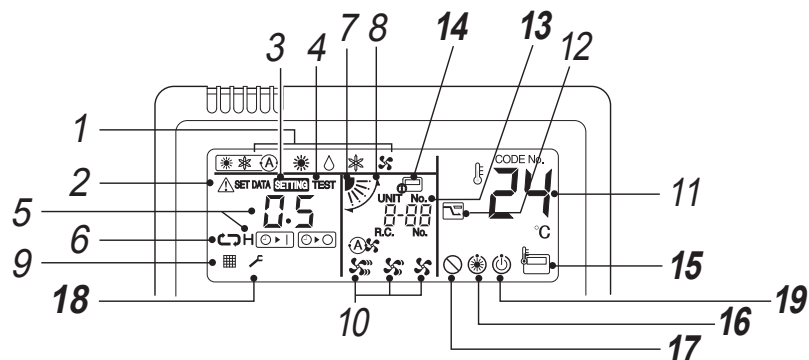 3 4 7 8 14 13 12
1
CODE No.
2 SET DATA SETTING TEST
UNIT No.
24 11
5 0.5 8-88
R.C. No.
6 H °C
A
A
9
15
18 10 17 16 19